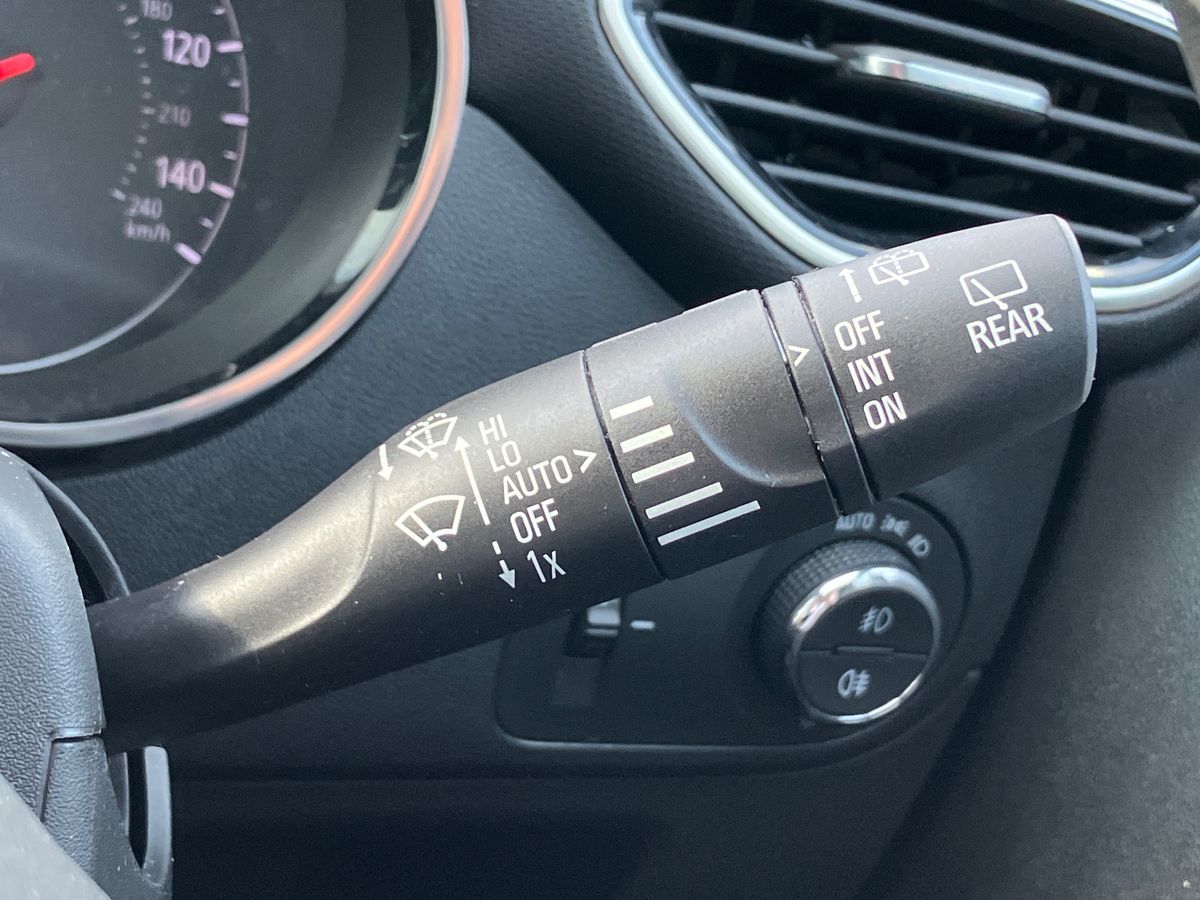 180
120
210
140
240
km/h
HI
LO
AUTO >
OFF
1x
>
OFF
INT
ON
REAR
AUTO